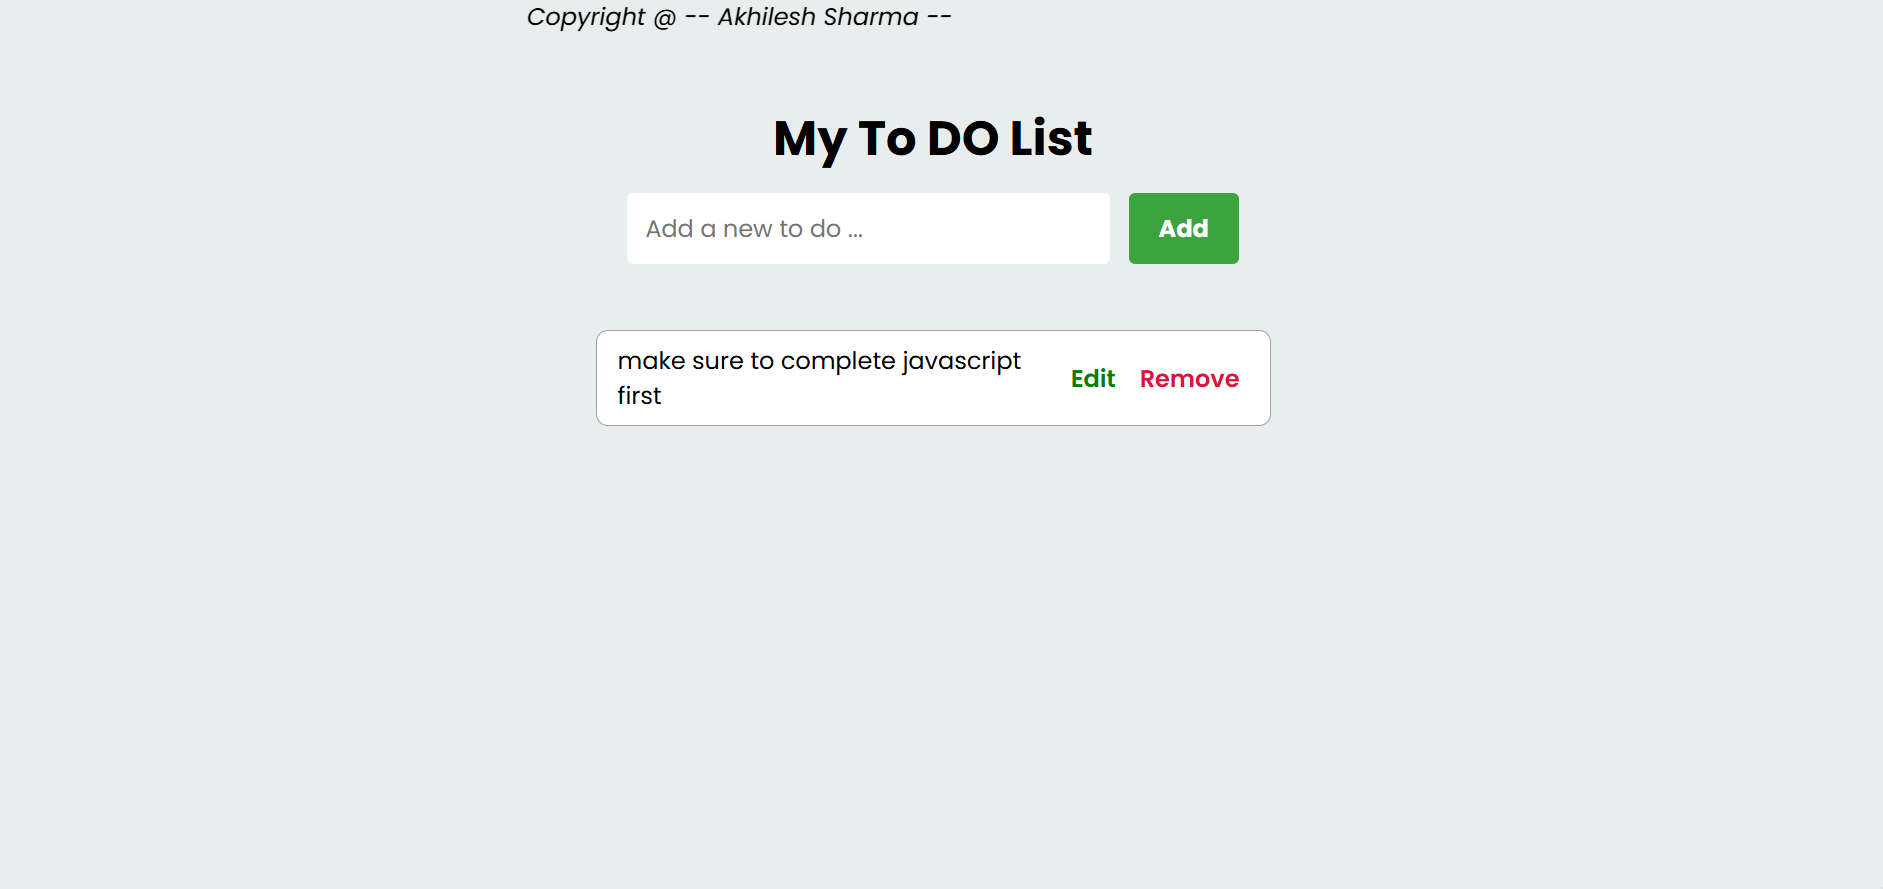 Copyright @ -- Akhilesh Sharma --
My To DO List
Add a new to do ...
Add
make sure to complete javascript
first
Edit
Remove